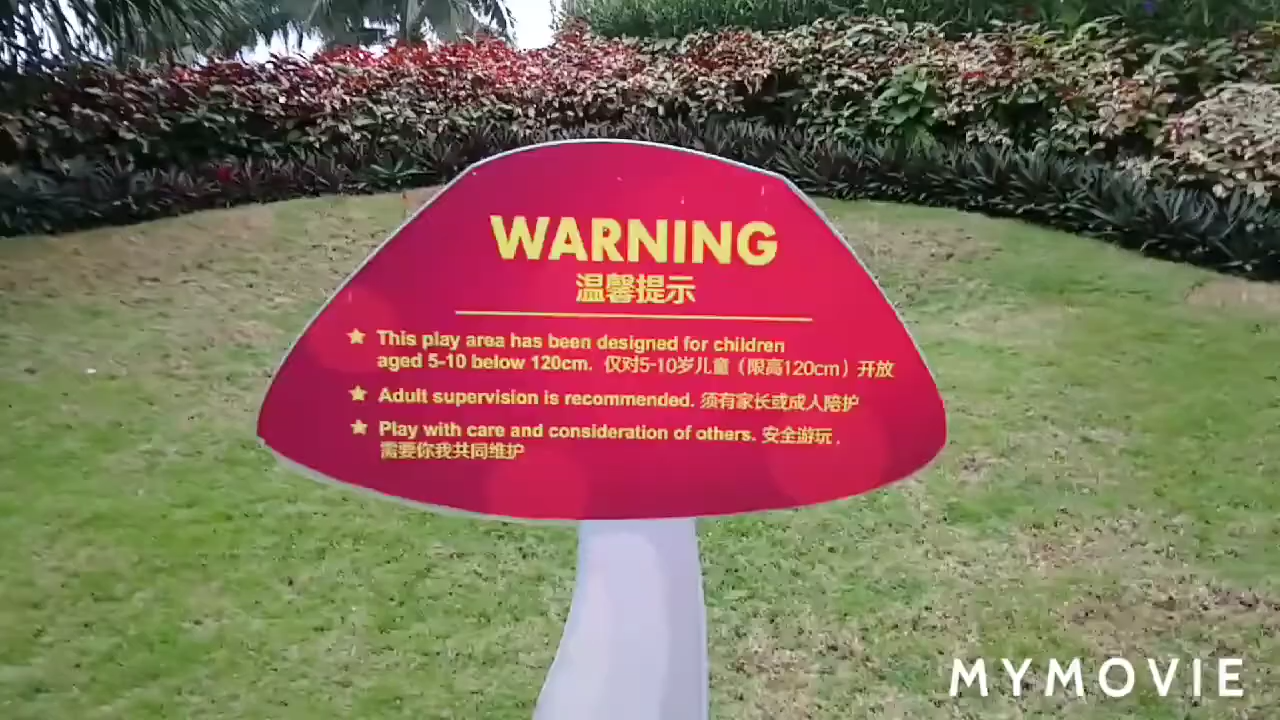 WARNING
温馨提示
This play area has been designed for children
aged 5-10 below 120cm. 仅对5-10岁儿童（限高120cm）开放
Adult supervision is recommended. 须有家长或成人陪护
Play with care and consideration of others. 安全游玩，
需要你我共同维护
MYMOVIE